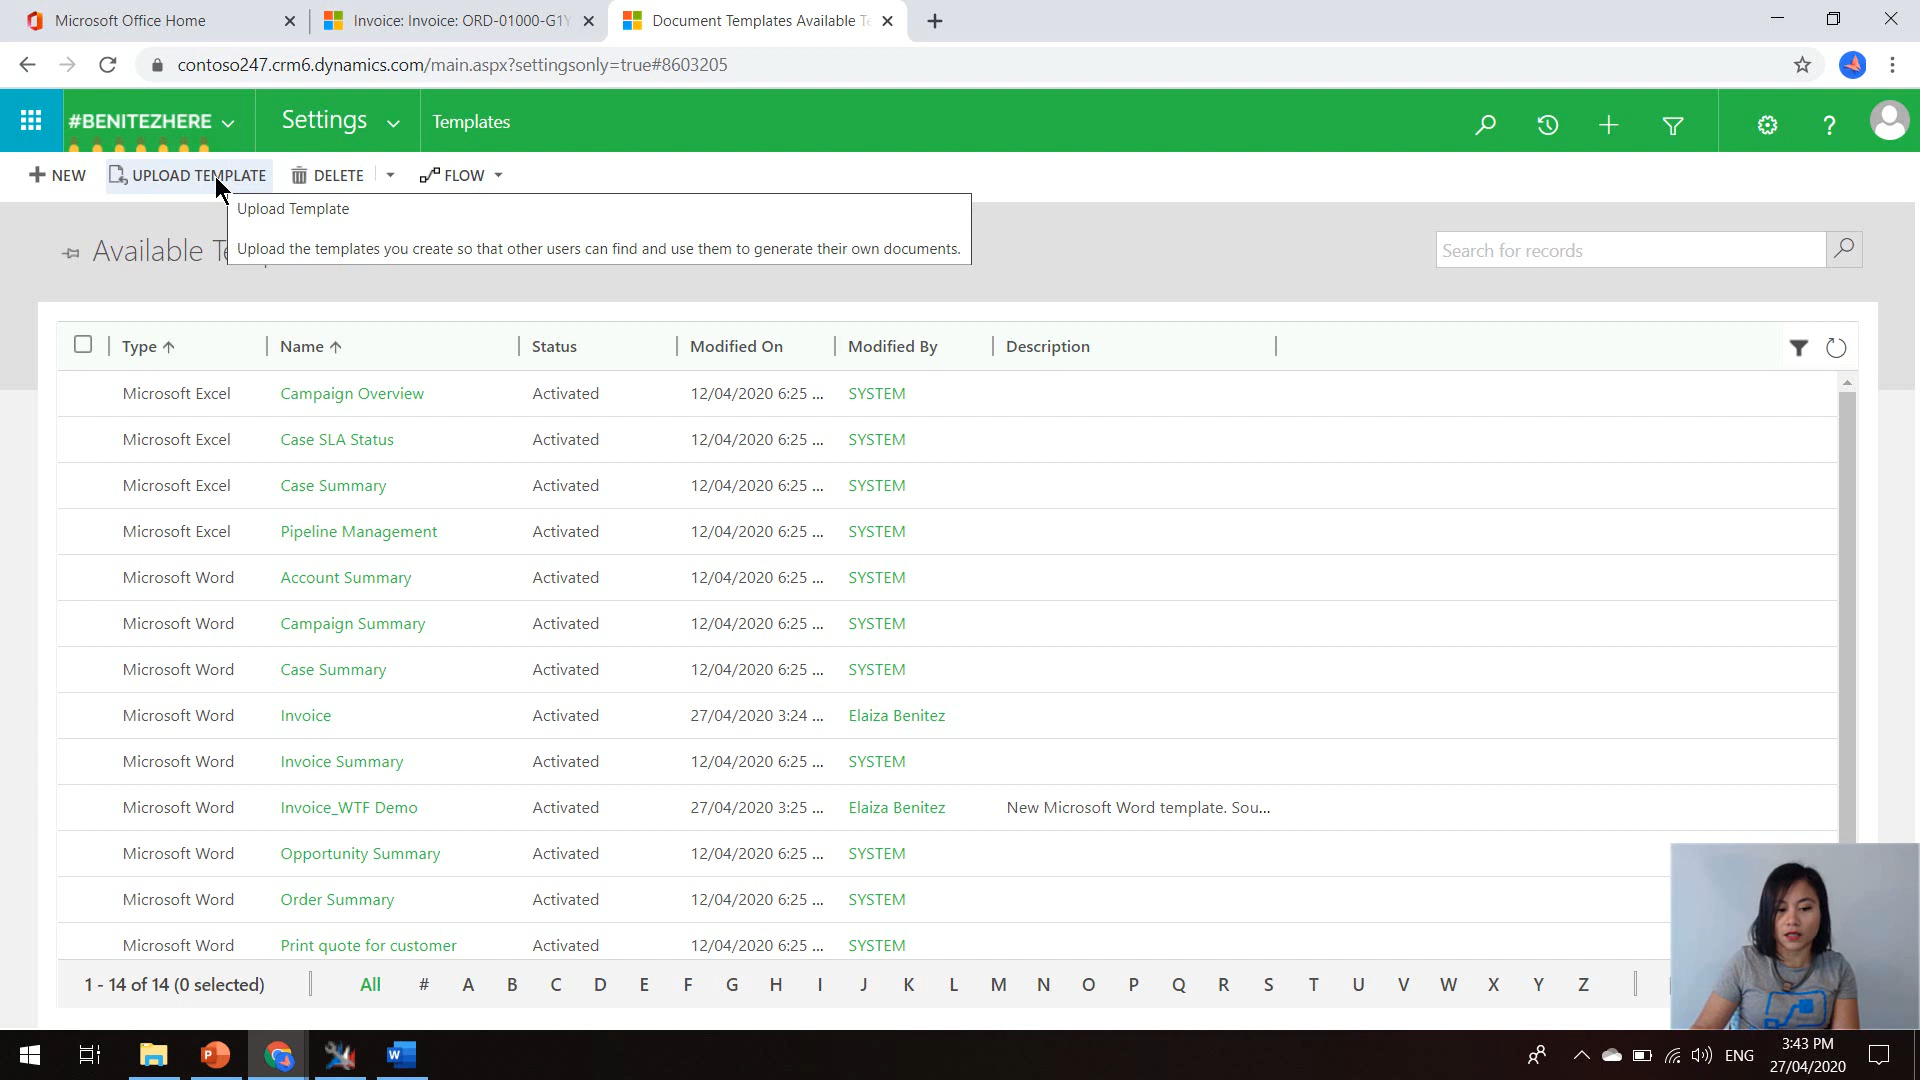 Microsoft Office Home
Invoice: Invoice: ORD-01000-G1Y
Document Templates Available Te
contoso247.crm6.dynamics.com/main.aspx?settingsonly=true#8603205
#BENITEZHERE
Settings
Templates
NEW
UPLOAD TEMPLATE
DELETE
FLOW
Upload Template
Upload the templates you create so that other users can find and use them to generate their own documents.
Available
Search for records
Type
Name
Status
Modified On
Modified By
Description
Microsoft Excel Campaign Overview Activated 12/04/2020 6:25 ... SYSTEM
Microsoft Excel Case SLA Status Activated 12/04/2020 6:25 ... SYSTEM
Microsoft Excel Case Summary Activated 12/04/2020 6:25 ... SYSTEM
Microsoft Excel Pipeline Management Activated 12/04/2020 6:25 ... SYSTEM
Microsoft Word Account Summary Activated 12/04/2020 6:25 ... SYSTEM
Microsoft Word Campaign Summary Activated 12/04/2020 6:25 ... SYSTEM
Microsoft Word Case Summary Activated 12/04/2020 6:25 ... SYSTEM
Microsoft Word Invoice Activated 27/04/2020 3:24 ... Elaiza Benitez
Microsoft Word Invoice Summary Activated 12/04/2020 6:25 ... SYSTEM
Microsoft Word Invoice_WTF Demo Activated 27/04/2020 3:25 ... Elaiza Benitez New Microsoft Word template. Sou...
Microsoft Word Opportunity Summary Activated 12/04/2020 6:25 ... SYSTEM
Microsoft Word Order Summary Activated 12/04/2020 6:25 ... SYSTEM
Microsoft Word Print quote for customer Activated 12/04/2020 6:25 ... SYSTEM
1 - 14 of 14 (0 selected)
All # A B C D E F G H I J K L M N O P Q R S T U V W X Y Z
ENG
3:43 PM
27/04/2020